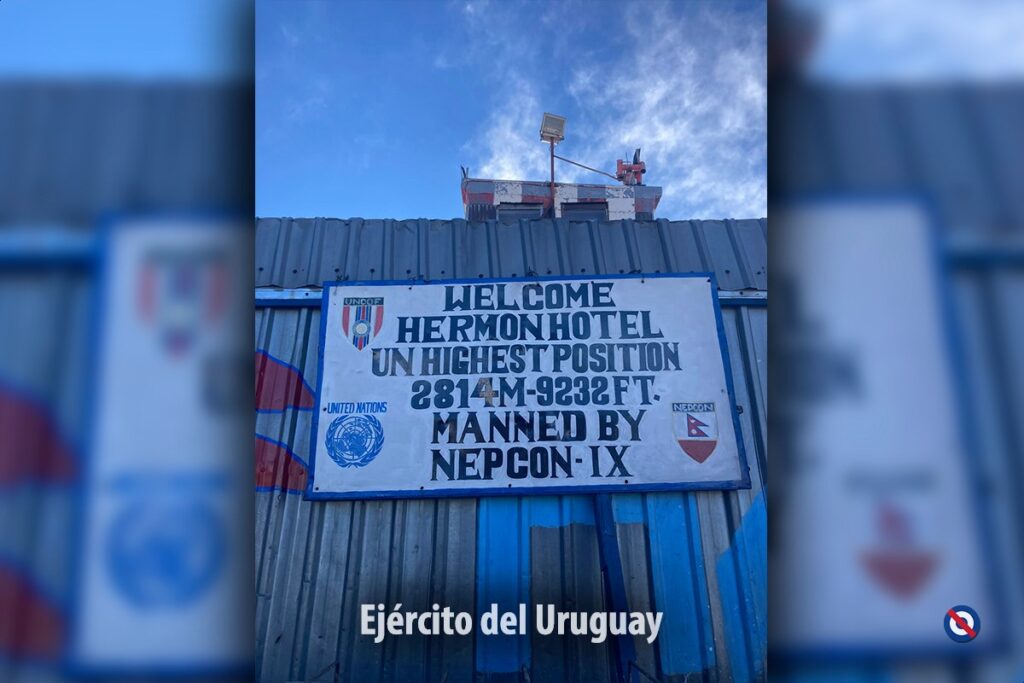 UNDOF
WELCOME
HERMON HOTEL
UN HIGHEST POSITION
2814M-9232 FT.
MANNED BY
NEPCON-IX
UNITED NATIONS
NEPCON
Ejército del Uruguay